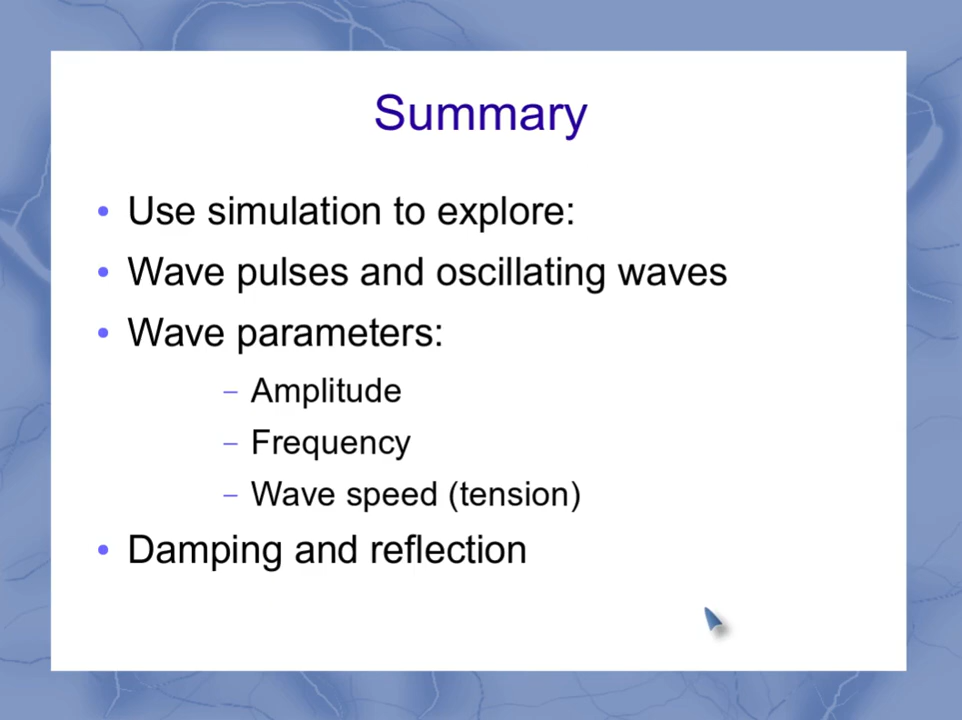 Summary
• Use simulation to explore:
• Wave pulses and oscillating waves
• Wave parameters:
– Amplitude
– Frequency
– Wave speed (tension)
• Damping and reflection